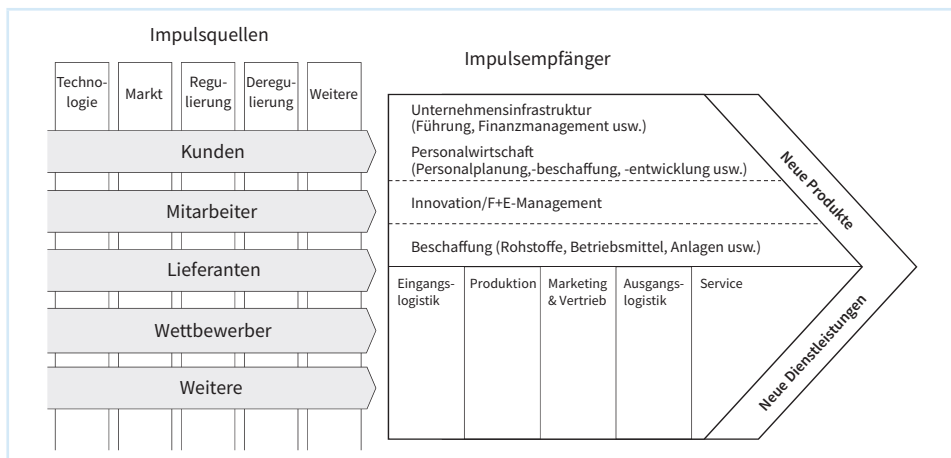 Impulsquellen
Impulsempfänger
Techno-
logie
Markt
Regu-
lierung
Deregu-
lierung
Weitere
Kunden
Mitarbeiter
Lieferanten
Wettbewerber
Weitere
Unternehmensinfrastruktur
(Führung, Finanzmanagement usw.)
Personalwirtschaft
(Personalplanung,-beschaffung, -entwicklung usw.)
Innovation/F+E-Management
Beschaffung (Rohstoffe, Betriebsmittel, Anlagen usw.)
Eingangs-
logistik
Produktion
Marketing
& Vertrieb
Ausgangs-
logistik
Service
Neue Produkte
Neue Dienstleistungen